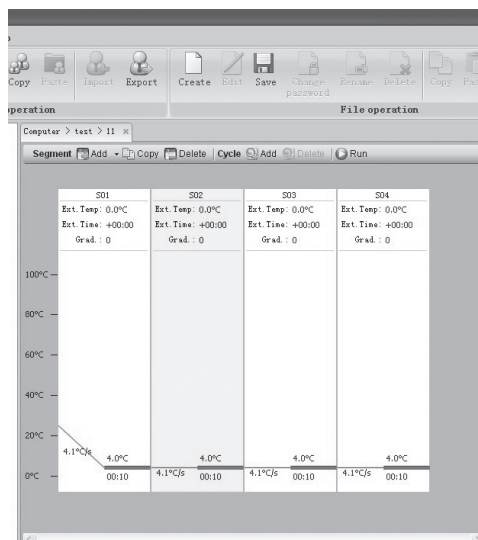 Copy Paste Import Export Create Edit Save Change password Rename Delete Copy
operation File operation
Computer > test > 11 ×
Segment Add Copy Delete Cycle Add Delete Run
S01 S02 S03 S04
Ext. Temp: 0.0°C Ext. Temp: 0.0°C Ext. Temp: 0.0°C Ext. Temp: 0.0°C
Ext. Time: +00:00 Ext. Time: +00:00 Ext. Time: +00:00 Ext. Time: +00:00
Grad. : 0 Grad. : 0 Grad. : 0 Grad. : 0
100°C
80°C
60°C
40°C
20°C
4.1°C/s 4.0°C 4.0°C 4.0°C 4.0°C
0°C 00:10 4.1°C/s 00:10 4.1°C/s 00:10 4.1°C/s 00:10